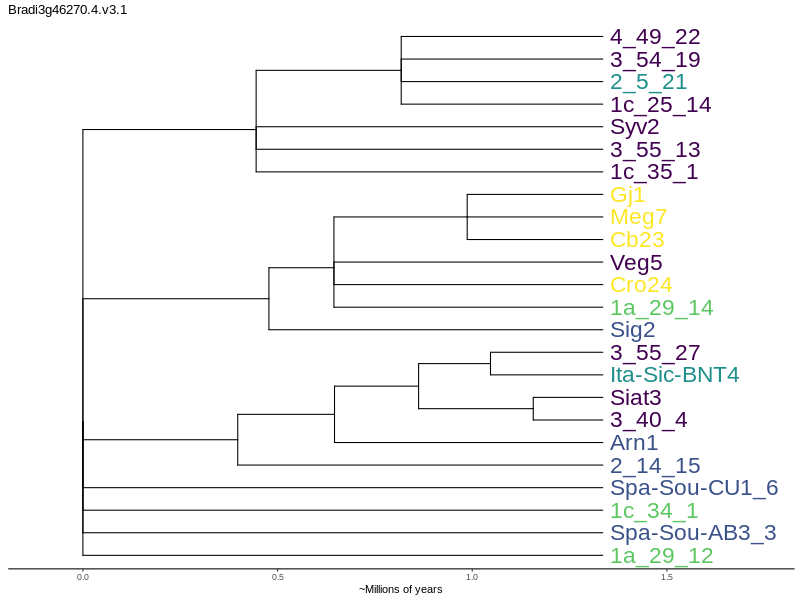 Bradi3g46270.4.v3.1
4_49_22
3_54_19
2_5_21
1c_25_14
Syv2
3_55_13
1c_35_1
Gj1
Meg7
Cb23
Veg5
Cro24
1a_29_14
Sig2
3_55_27
Ita-Sic-BNT4
Siat3
3_40_4
Arn1
2_14_15
Spa-Sou-CU1_6
1c_34_1
Spa-Sou-AB3_3
1a_29_12
0.0 0.5 1.0 1.5
~Millions of years